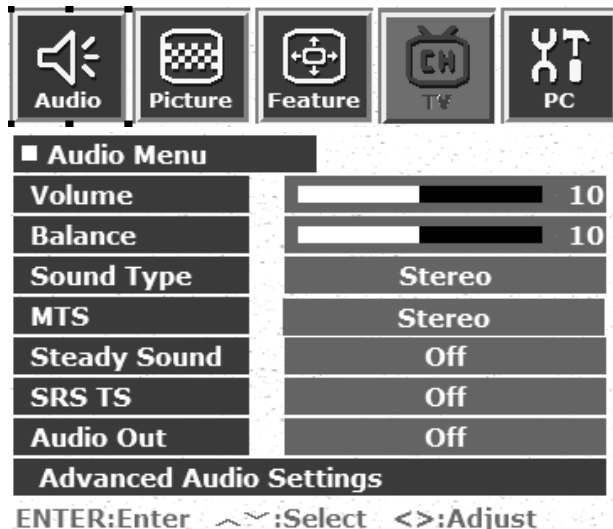 Audio Picture Feature CH TV PC
Audio Menu
Volume 10
Balance 10
Sound Type Stereo
MTS Stereo
Steady Sound Off
SRS TS Off
Audio Out Off
Advanced Audio Settings
ENTER:Enter ︿﹀:Select <>:Adjust